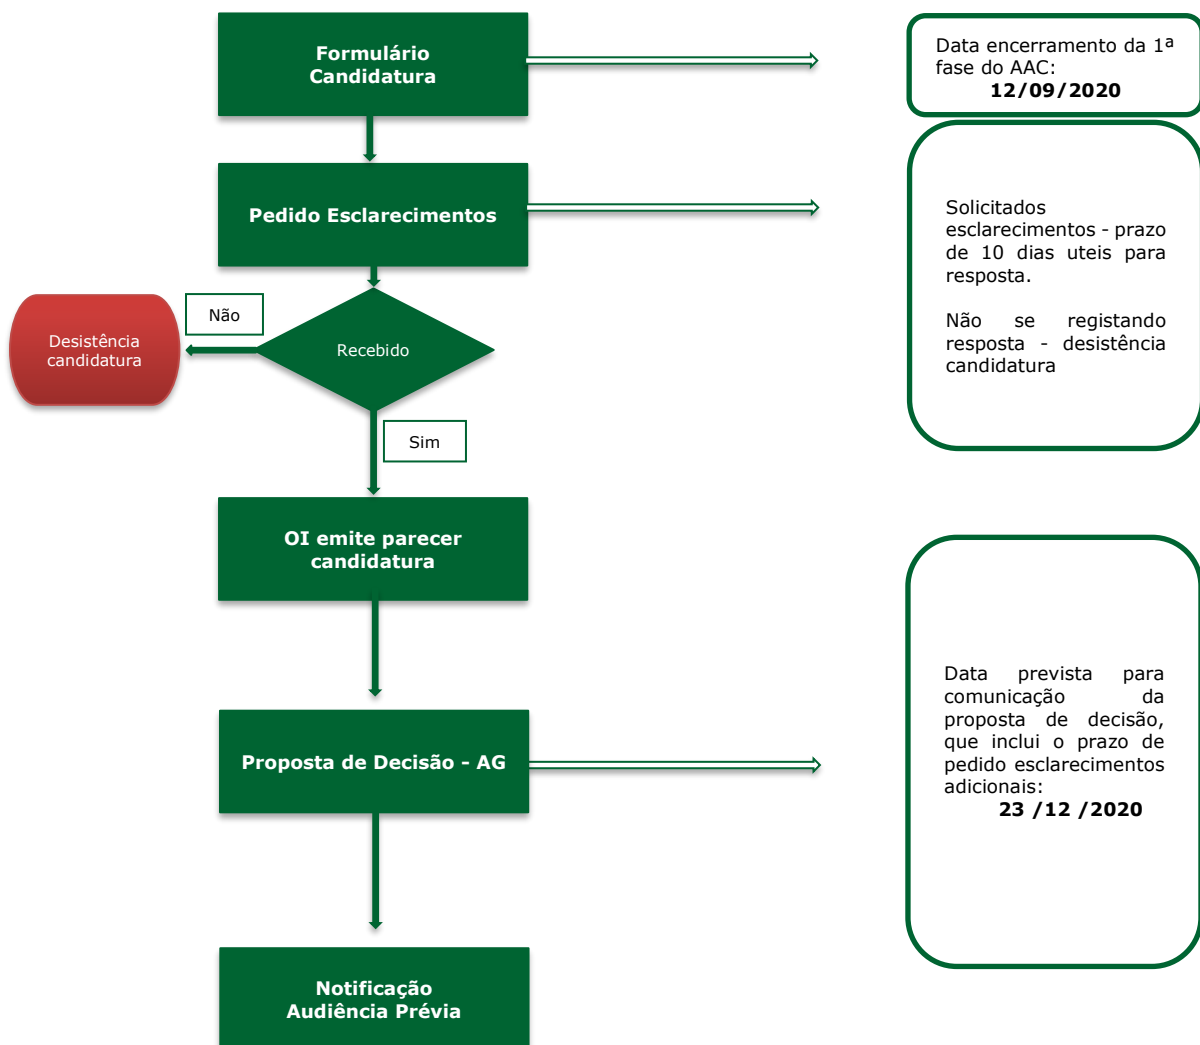 Formulário
Candidatura
Data encerramento da 1ª
fase do AAC:
12/09/2020
Pedido Esclarecimentos
Solicitados
esclarecimentos - prazo
de 10 dias uteis para
resposta.
Não se registando
resposta - desistência
candidatura
Não
Desistência
candidatura
Recebido
Sim
OI emite parecer
candidatura
Proposta de Decisão - AG
Data prevista para
comunicação da
proposta de decisão,
que inclui o prazo de
pedido esclarecimentos
adicionais:
23 /12 /2020
Notificação
Audiência Prévia